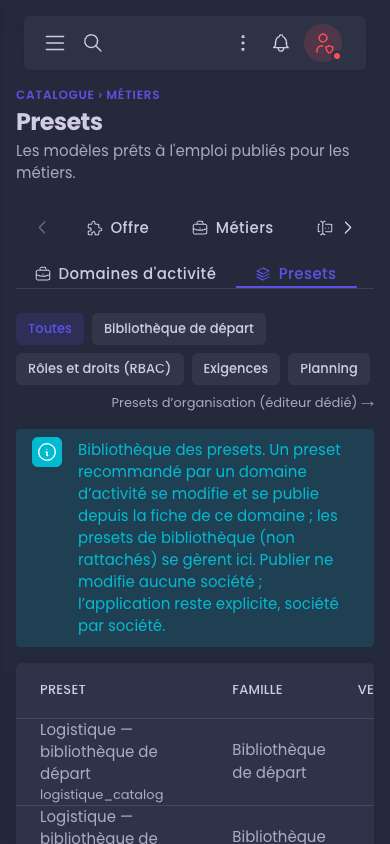 CATALOGUE › MÉTIERS
Presets
Les modèles prêts à l'emploi publiés pour les
métiers.
Offre Métiers
Domaines d'activité Presets
Toutes Bibliothèque de départ
Rôles et droits (RBAC) Exigences Planning
Presets d'organisation (éditeur dédié) →
Bibliothèque des presets. Un preset
recommandé par un domaine
d'activité se modifie et se publie
depuis la fiche de ce domaine ; les
presets de bibliothèque (non
rattachés) se gèrent ici. Publier ne
modifie aucune société ;
l'application reste explicite, société
par société.
PRESET FAMILLE VE
Logistique —
bibliothèque de
départ
logistique_catalog
Bibliothèque
de départ
Logistique —
bibliothèque de
Bibliothèque